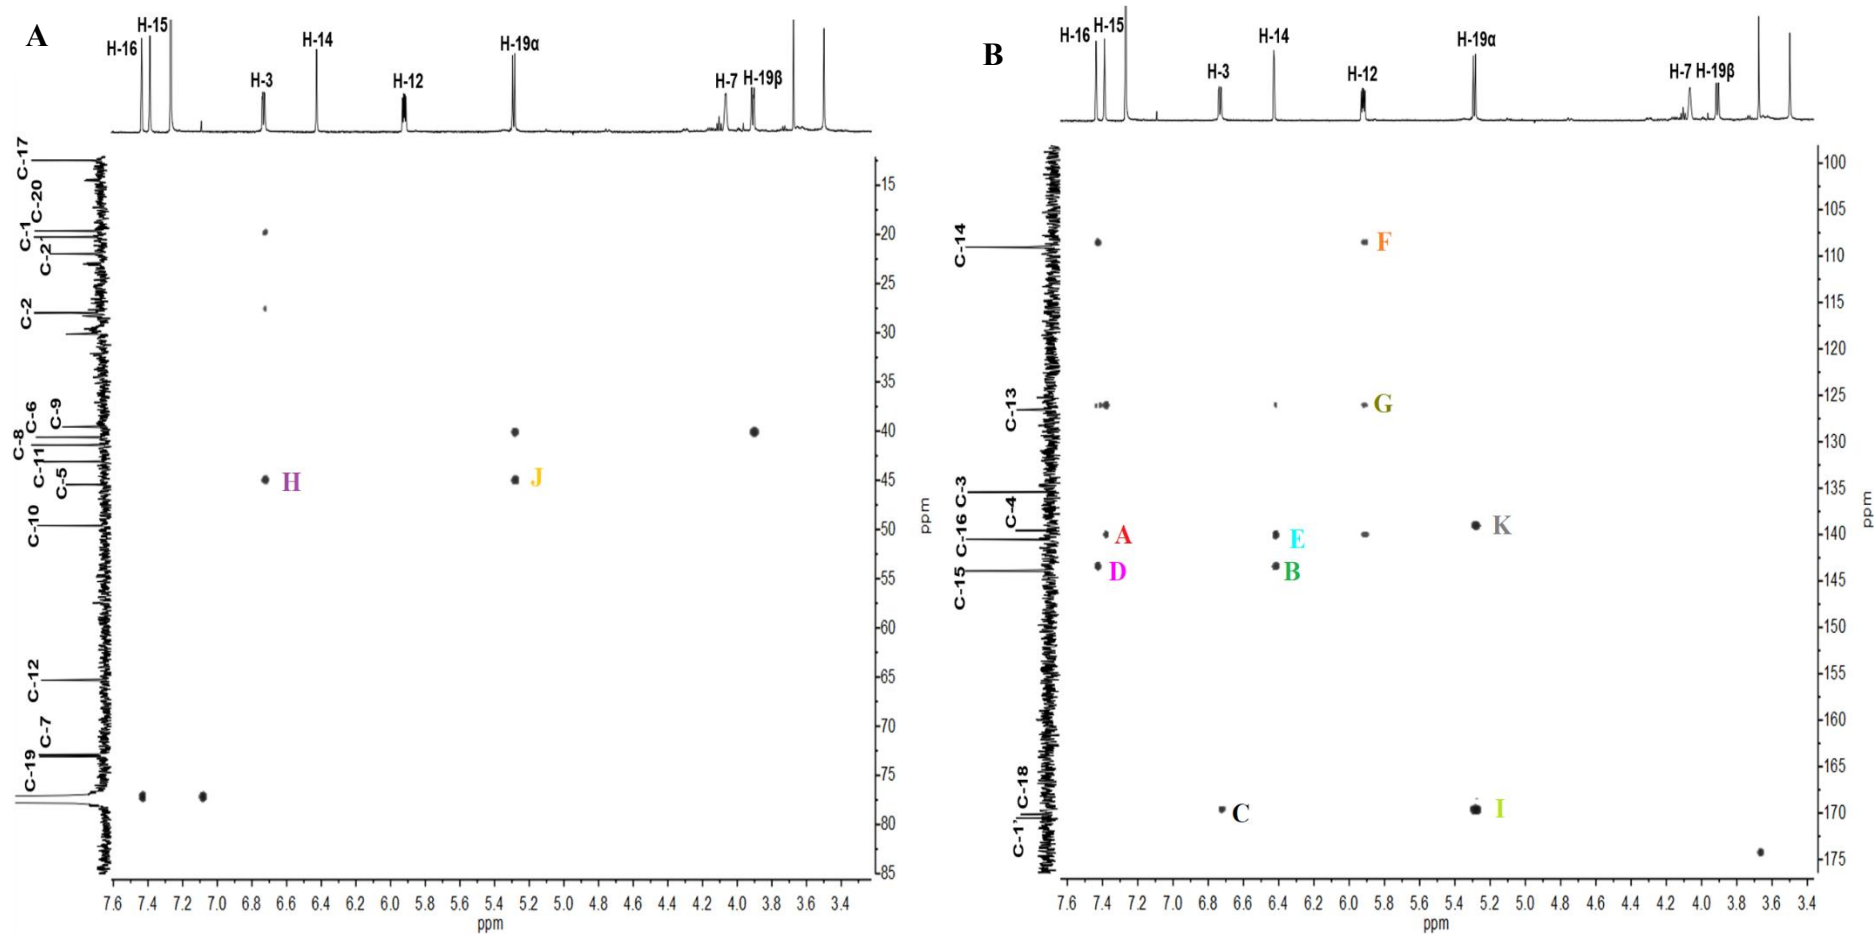 A
H-16
H-15
H-3
H-14
H-12
H-19α
H-7
H-19β
C-17
C-20
C-1
C-2'
C-2
C-9
C-6
C-8
C-11
C-5
C-10
C-12
C-7
C-19
H
J
15
20
25
30
35
40
45
50
55
60
65
70
75
80
85
ppm
7.6 7.4 7.2 7.0 6.8 6.6 6.4 6.2 6.0 5.8 5.6 5.4 5.2 5.0 4.8 4.6 4.4 4.2 4.0 3.8 3.6 3.4
ppm
B
H-16
H-15
H-3
H-14
H-12
H-19α
H-7
H-19β
C-14
C-13
C-3
C-4
C-16
C-15
C-18
C-1'
F
G
A
E
K
D
B
C
I
100
105
110
115
120
125
130
135
140
145
150
155
160
165
170
175
ppm
7.6 7.4 7.2 7.0 6.8 6.6 6.4 6.2 6.0 5.8 5.6 5.4 5.2 5.0 4.8 4.6 4.4 4.2 4.0 3.8 3.6 3.4
ppm